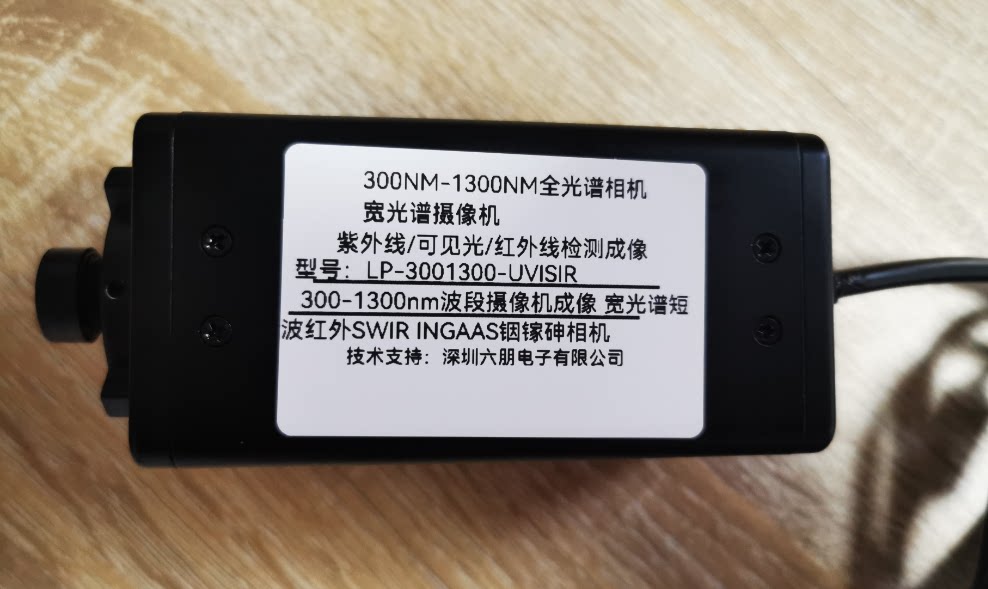 300NM-1300NM全光谱相机
宽光谱摄像机
紫外线/可见光/红外线检测成像
型号：LP-3001300-UVISIR
300-1300nm波段摄像机成像 宽光谱短
波红外SWIR INGAAS铟镓砷相机
技术支持：深圳六朋电子有限公司